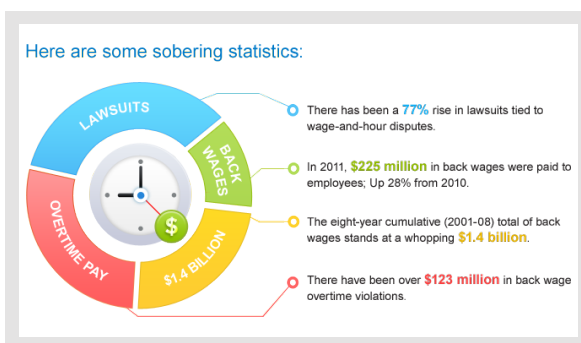 Here are some sobering statistics:
LAWSUITS
BACK
WAGES
$1.4 BILLION
OVERTIME PAY
$
There has been a 77% rise in lawsuits tied to
wage-and-hour disputes.
In 2011, $225 million in back wages were paid to
employees; Up 28% from 2010.
The eight-year cumulative (2001-08) total of back
wages stands at a whopping $1.4 billion.
There have been over $123 million in back wage
overtime violations.